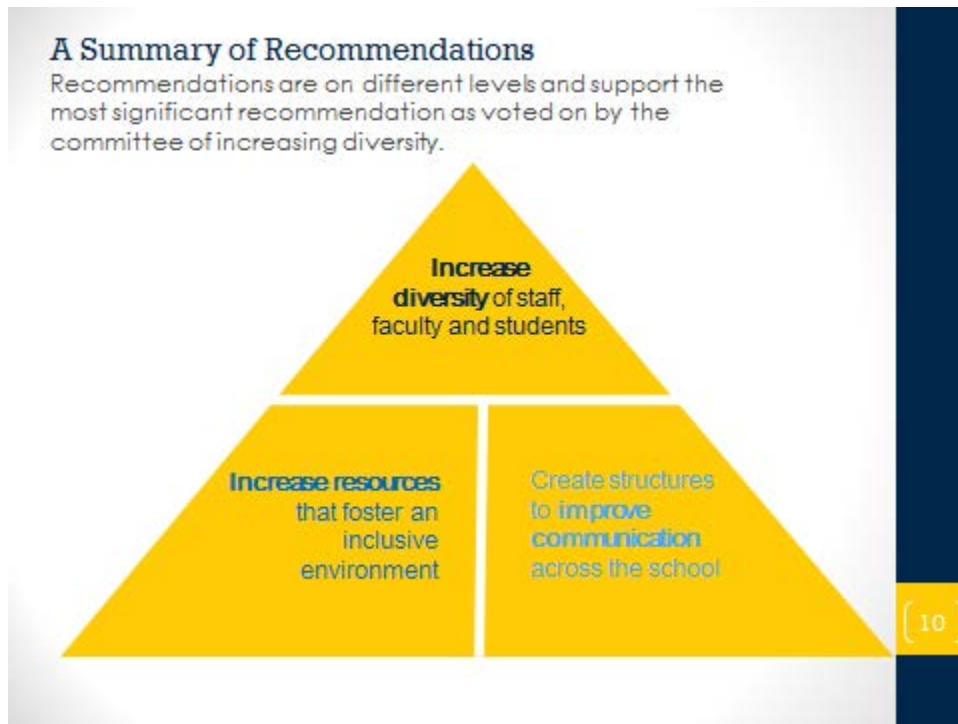 A Summary of Recommendations
Recommendations are on different levels and support the
most significant recommendation as voted on by the
committee of increasing diversity.
Increase
diversity of staff,
faculty and students
Increase resources
that foster an
inclusive
environment
Create structures
to improve
communication
across the school
10